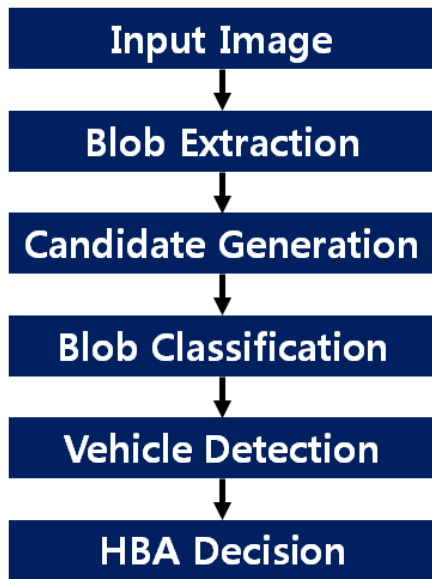 Input Image
Blob Extraction
Candidate Generation
Blob Classification
Vehicle Detection
HBA Decision